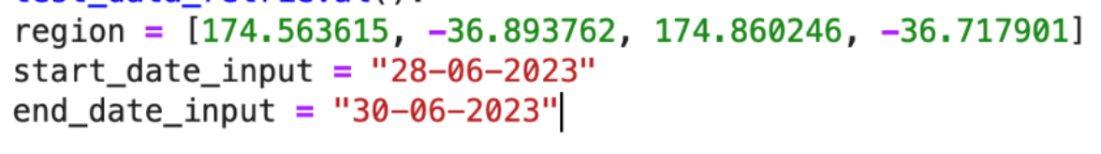 region = [174.563615, -36.893762, 174.860246, -36.717901]
start_date_input = "28-06-2023"
end_date_input = "30-06-2023"